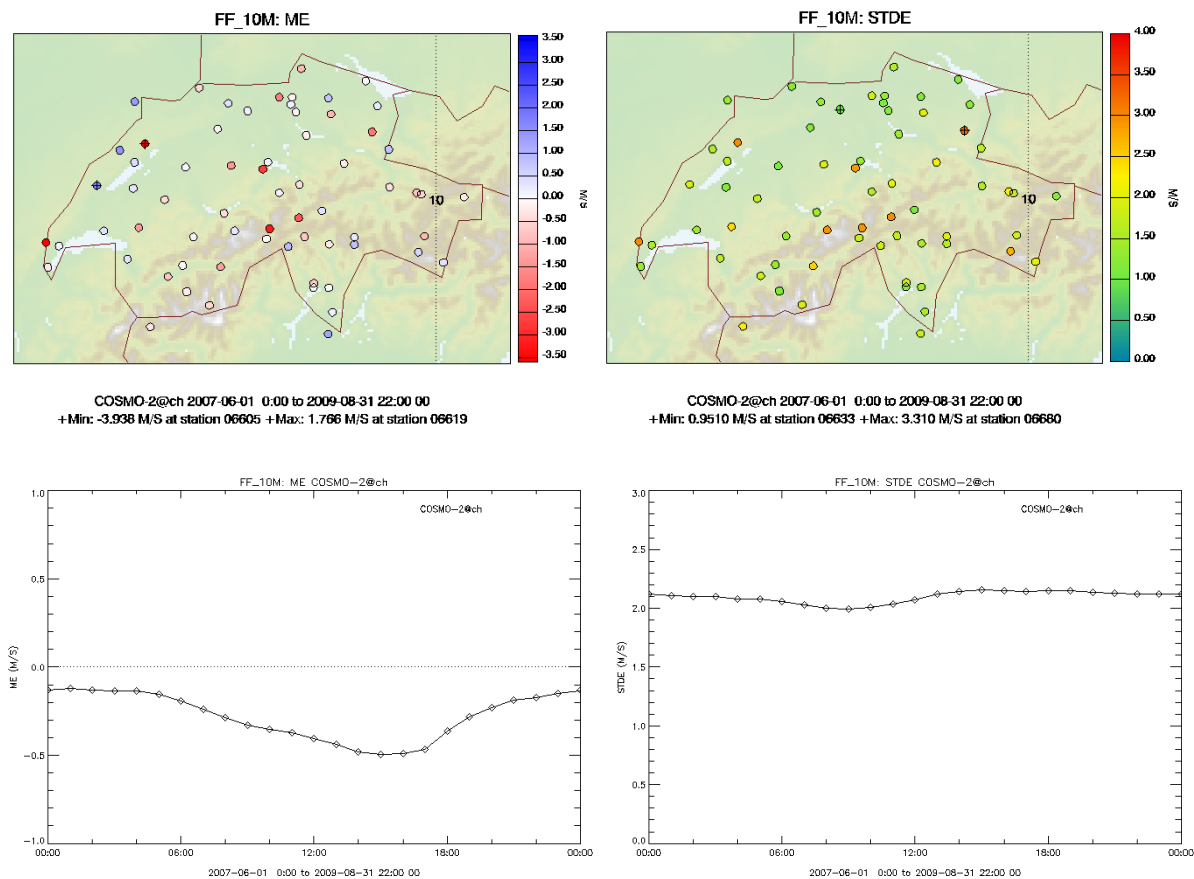 FF_10M: ME
3.50
3.00
2.50
2.00
1.50
1.00
0.50
0.00
-0.50
-1.00
-1.50
-2.00
-2.50
-3.00
-3.50
M/S
10
COSMO-2@ch 2007-06-01 0:00 to 2009-08-31 22:00 00
+Min: -3.938 M/S at station 06605 +Max: 1.766 M/S at station 06619
FF_10M: STDE
4.00
3.00
2.00
1.00
0.00
M/S
10
COSMO-2@ch 2007-06-01 0:00 to 2009-08-31 22:00 00
+Min: 0.9510 M/S at station 06633 +Max: 3.310 M/S at station 06680
FF_10M: ME COSMO-2@ch
COSMO-2@ch
1.0
0.5
0.0
-0.5
-1.0
ME (M/S)
00:00 06:00 12:00 18:00 00:00
2007-06-01 0:00 to 2009-08-31 22:00 00
FF_10M: STDE COSMO-2@ch
COSMO-2@ch
3.0
2.5
2.0
1.5
1.0
0.5
0.0
STDE (M/S)
00:00 06:00 12:00 18:00 00:00
2007-06-01 0:00 to 2009-08-31 22:00 00